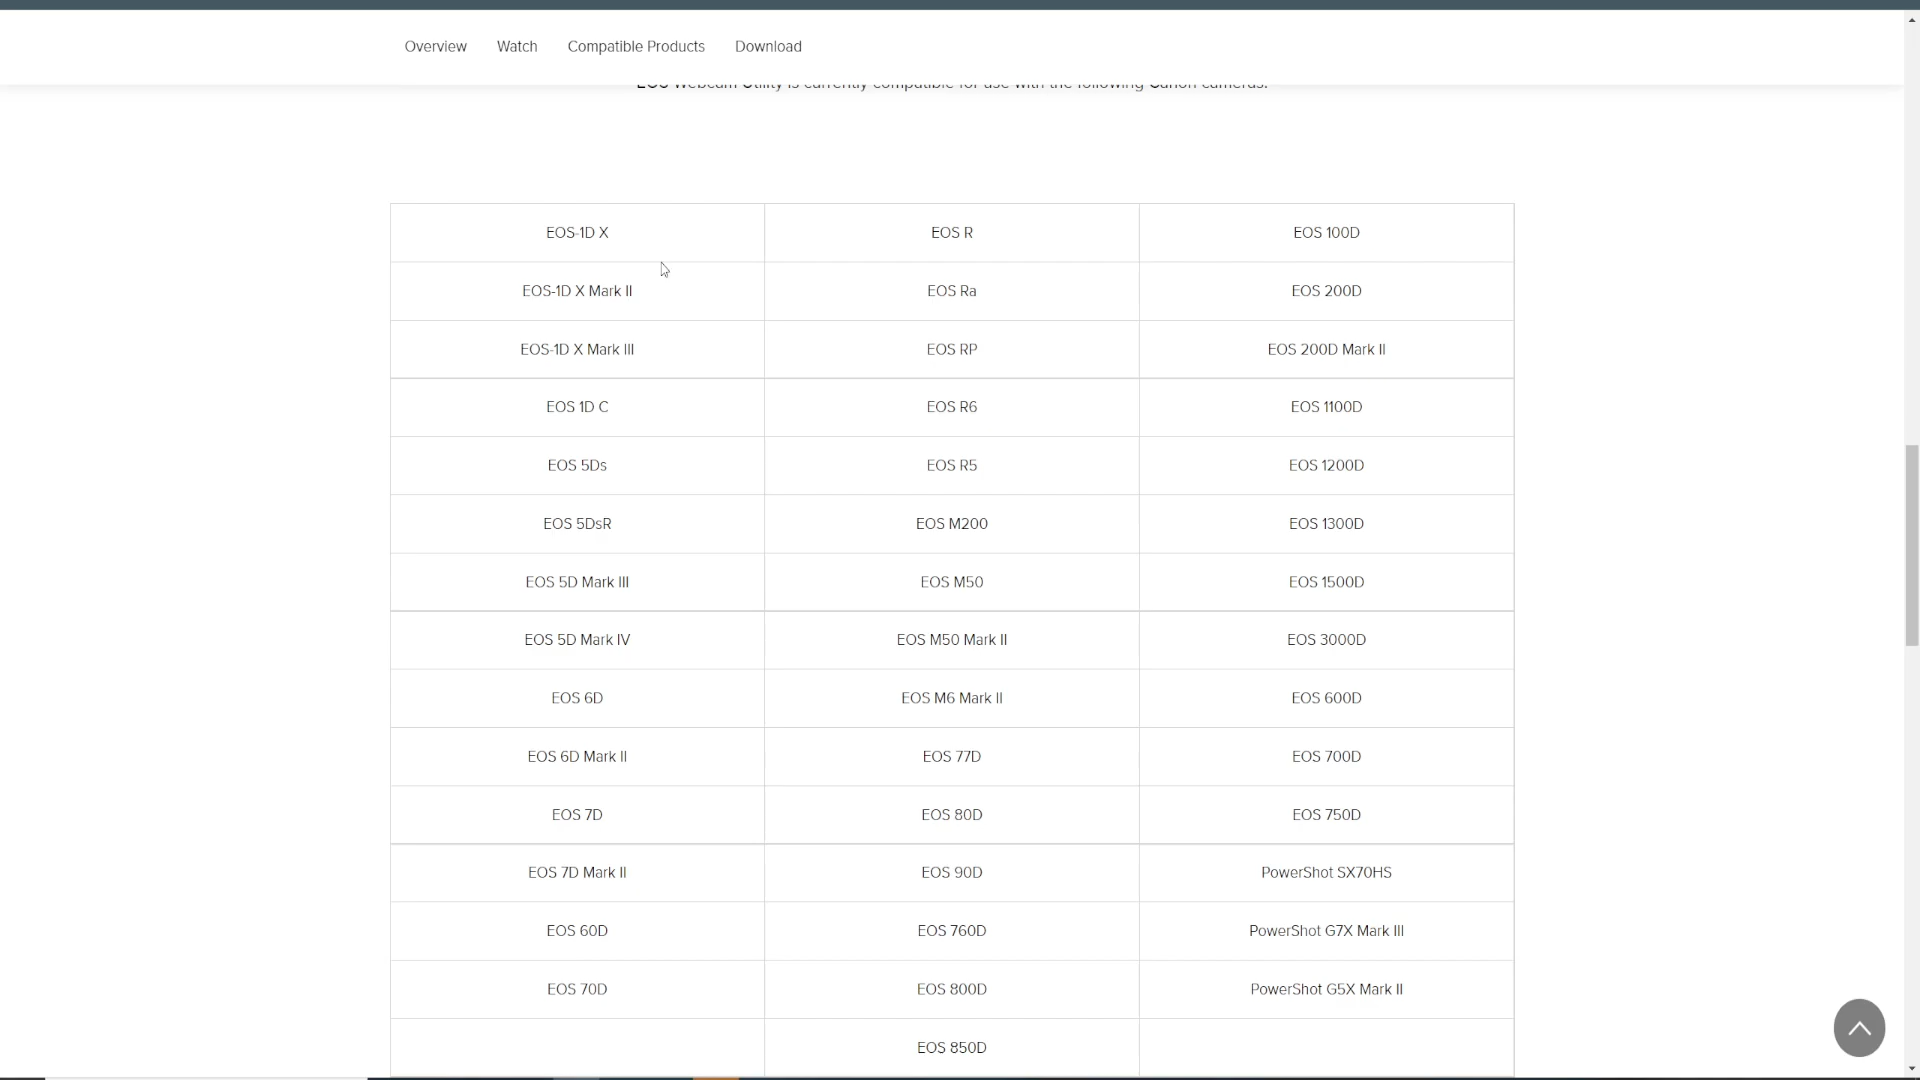 Overview Watch Compatible Products Download
EOS Webcam Utility is currently compatible for use with the following Canon cameras:
EOS-1D X EOS R EOS 100D
EOS-1D X Mark II EOS Ra EOS 200D
EOS-1D X Mark III EOS RP EOS 200D Mark II
EOS 1D C EOS R6 EOS 1100D
EOS 5Ds EOS R5 EOS 1200D
EOS 5DsR EOS M200 EOS 1300D
EOS 5D Mark III EOS M50 EOS 1500D
EOS 5D Mark IV EOS M50 Mark II EOS 3000D
EOS 6D EOS M6 Mark II EOS 600D
EOS 6D Mark II EOS 77D EOS 700D
EOS 7D EOS 80D EOS 750D
EOS 7D Mark II EOS 90D PowerShot SX70HS
EOS 60D EOS 760D PowerShot G7X Mark III
EOS 70D EOS 800D PowerShot G5X Mark II
EOS 850D